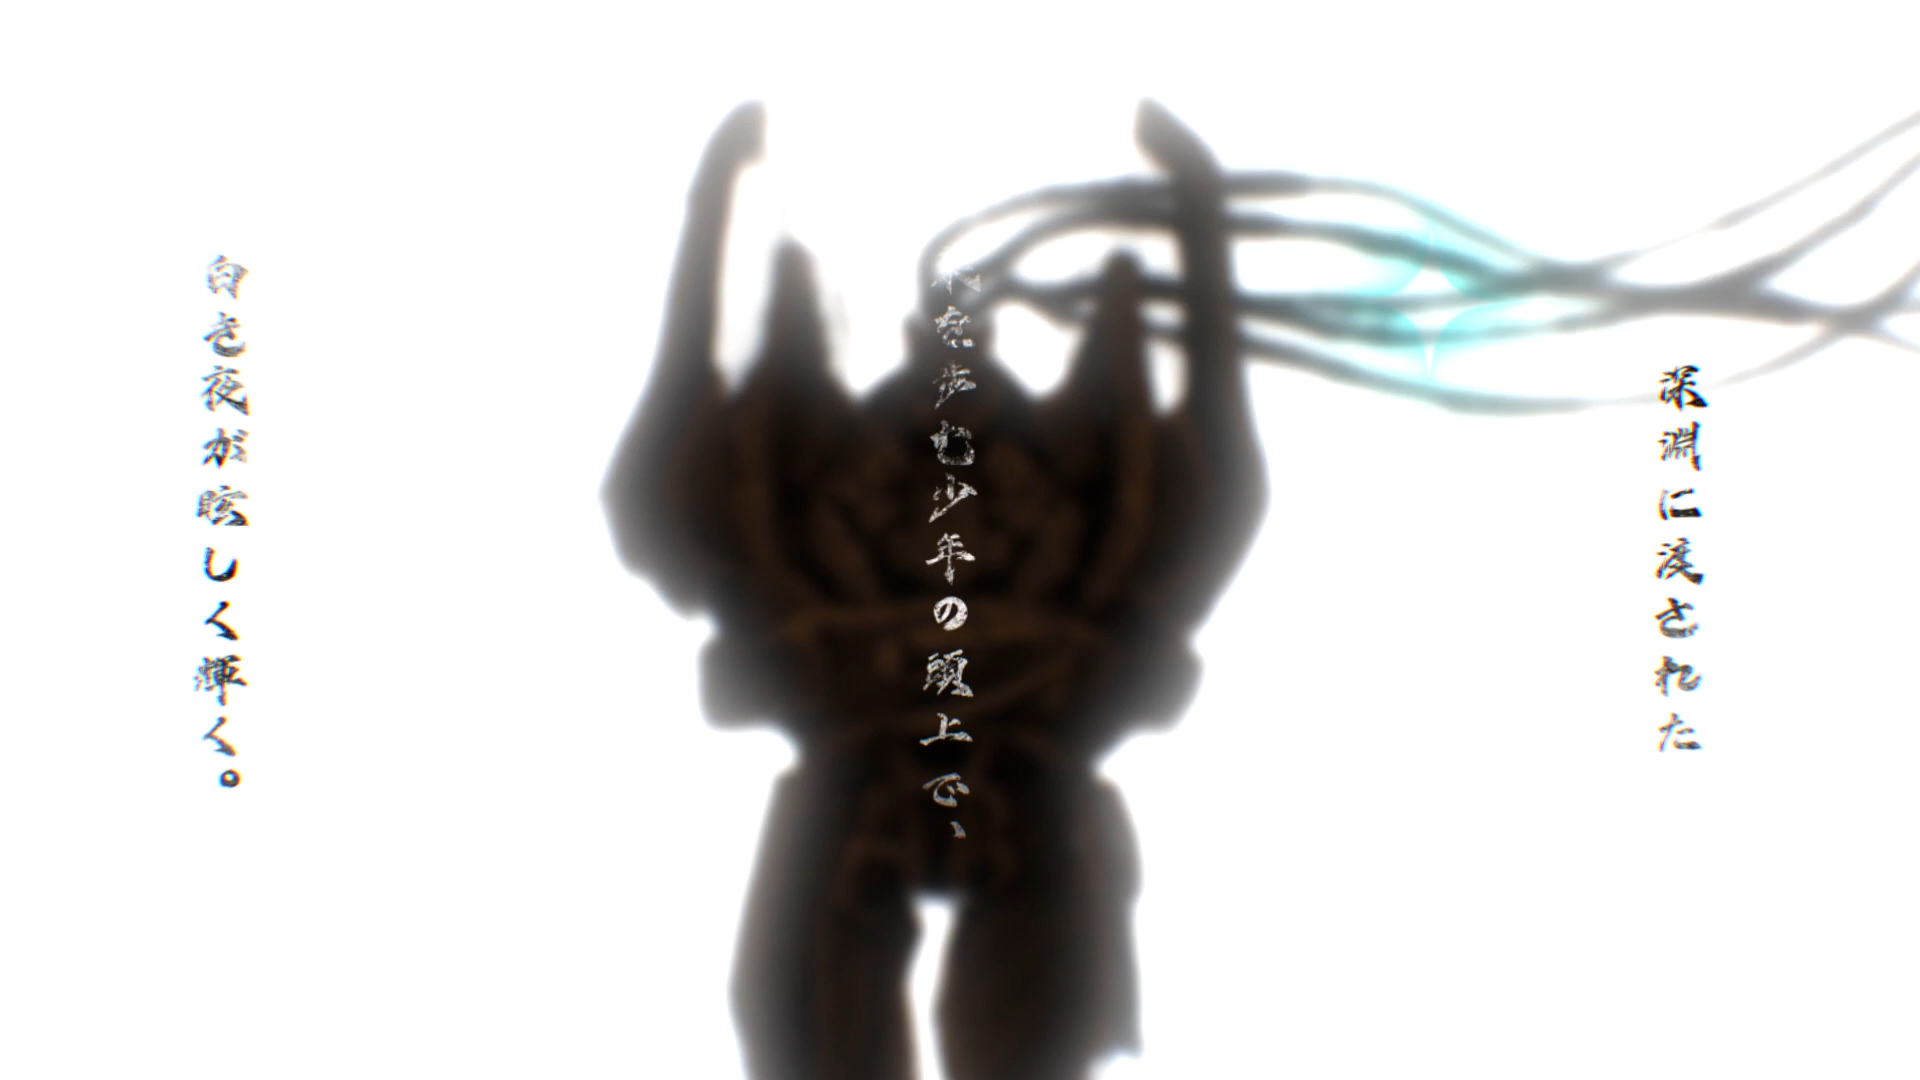 深淵に渡された
を歩む少年の頭上で、
白き夜が眩しく輝く。